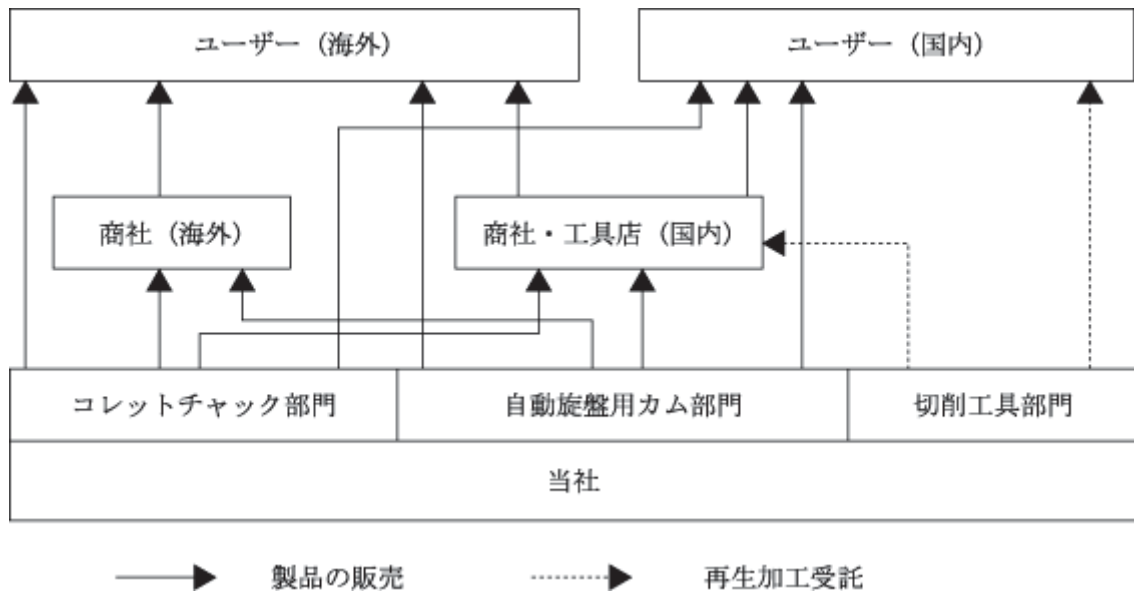 ユーザー（海外）
ユーザー（国内）
商社（海外）
商社・工具店（国内）
コレットチャック部門
自動旋盤用カム部門
切削工具部門
当社
製品の販売
再生加工受託